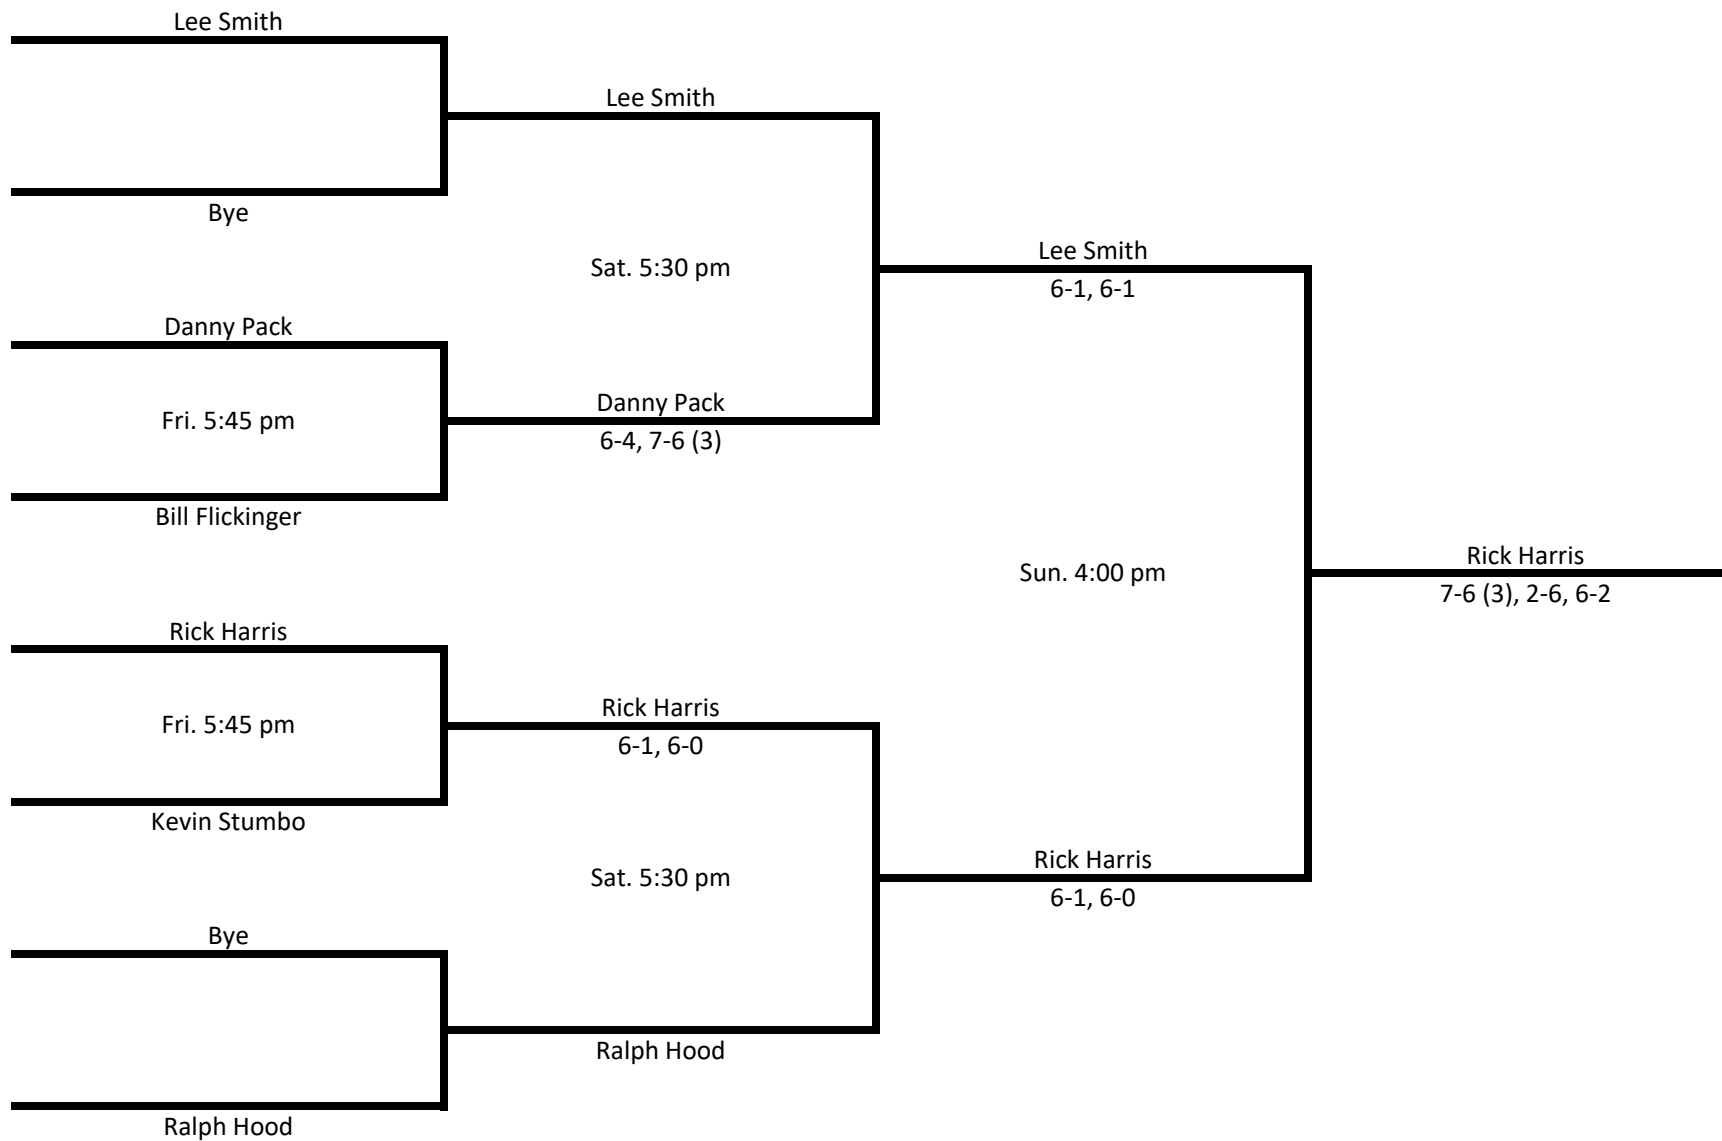 Lee Smith
Lee Smith
Bye
Sat. 5:30 pm
Lee Smith
6-1, 6-1
Danny Pack
Fri. 5:45 pm
Danny Pack
6-4, 7-6 (3)
Bill Flickinger
Sun. 4:00 pm
Rick Harris
7-6 (3), 2-6, 6-2
Rick Harris
Fri. 5:45 pm
Rick Harris
6-1, 6-0
Kevin Stumbo
Sat. 5:30 pm
Rick Harris
6-1, 6-0
Bye
Ralph Hood
Ralph Hood